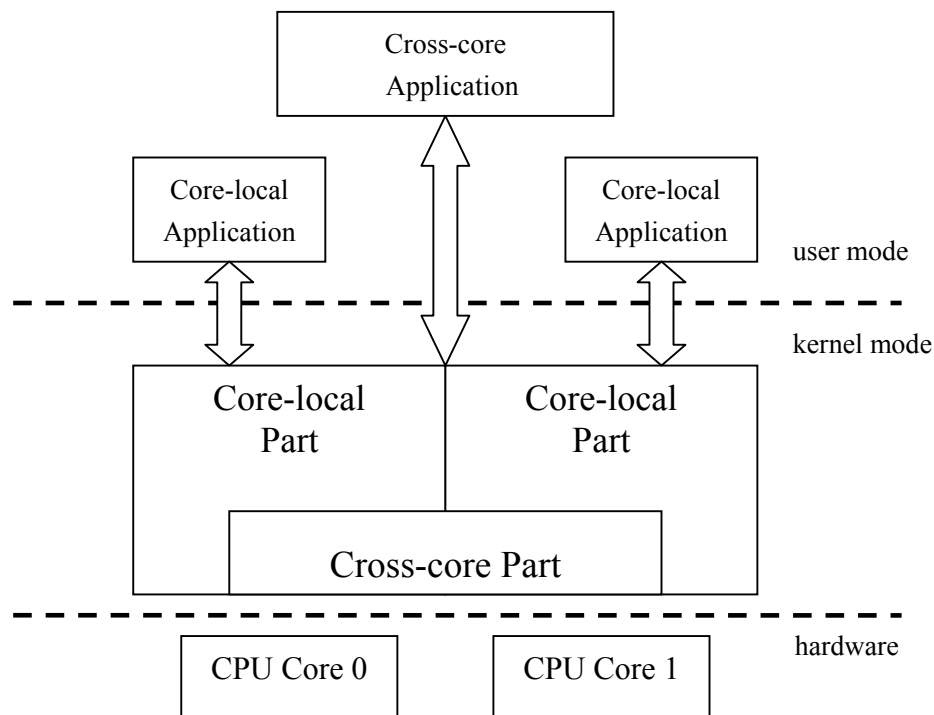 Cross-core
Application
Core-local
Application
Core-local
Application
user mode
kernel mode
Core-local
Part
Core-local
Part
Cross-core Part
hardware
CPU Core 0
CPU Core 1